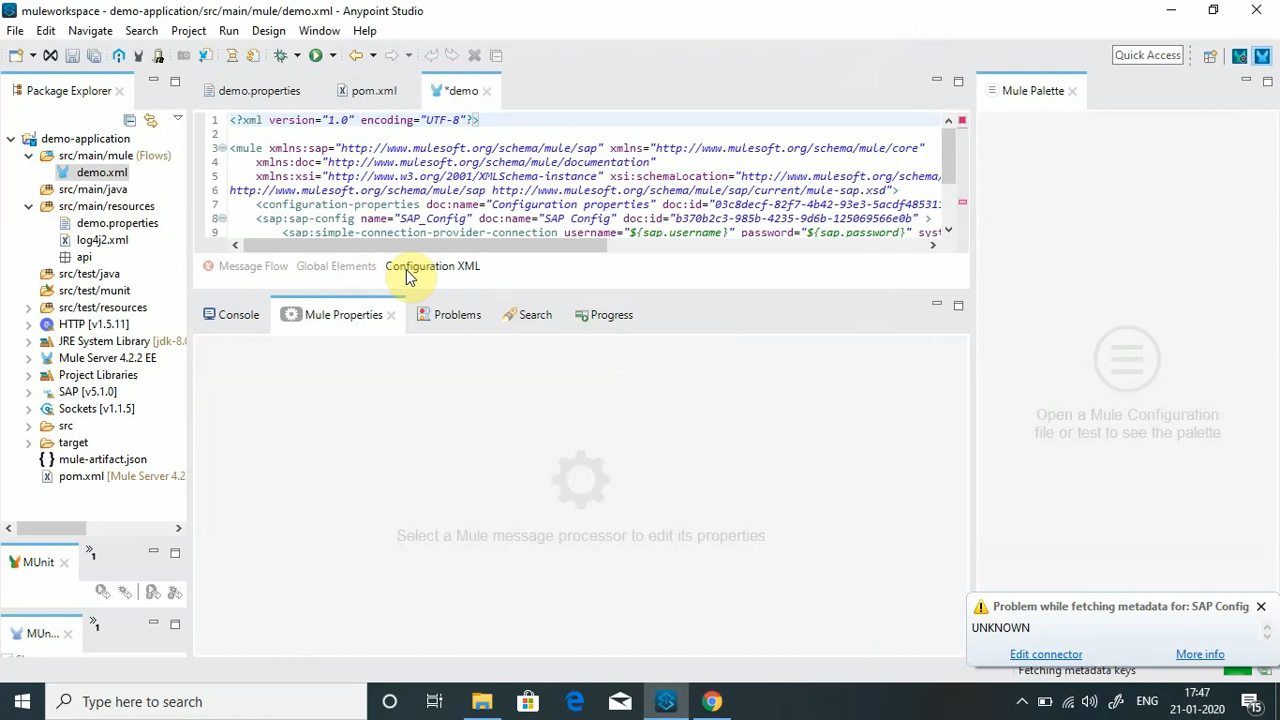 muleworkspace - demo-application/src/main/mule/demo.xml - Anypoint Studio
File Edit Navigate Search Project Run Design Window Help
Quick Access
Package Explorer
demo.properties
pom.xml
*demo
Mule Palette
demo-application
src/main/mule (Flows)
demo.xml
src/main/java
src/main/resources
demo.properties
log4j2.xml
api
src/test/java
src/test/munit
src/test/resources
HTTP [v1.5.11]
JRE System Library [jdk-8.0
Mule Server 4.2.2 EE
Project Libraries
SAP [v5.1.0]
Sockets [v1.1.5]
src
target
mule-artifact.json
pom.xml [Mule Server 4.2
1 <?xml version="1.0" encoding="UTF-8"?>
2
3 <mule xmlns:sap="http://www.mulesoft.org/schema/mule/sap" xmlns="http://www.mulesoft.org/schema/mule/core"
4 xmlns:doc="http://www.mulesoft.org/schema/mule/documentation"
5 xmlns:xsi="http://www.w3.org/2001/XMLSchema-instance" xsi:schemaLocation="http://www.mulesoft.org/schema/mule/
6 http://www.mulesoft.org/schema/mule/sap http://www.mulesoft.org/schema/mule/sap/current/mule-sap.xsd">
7 <configuration-properties doc:name="Configuration properties" doc:id="03c8decf-82f7-4b42-93e3-5acdf48531
8 <sap:sap-config name="SAP_Config" doc:name="SAP Config" doc:id="b370b2c3-985b-4235-9d6b-125069566e0b" >
9 <sap:simple-connection-provider-connection username="${sap.username}" password="${sap.password}" syst
Message Flow Global Elements Configuration XML
Console
Mule Properties
Problems
Search
Progress
Select a Mule message processor to edit its properties
Open a Mule Configuration
file or test to see the palette
MUnit
1
MUn...
1
Problem while fetching metadata for: SAP Config
UNKNOWN
Edit connector
More info
Fetching metadata keys
Type here to search
ENG
17:47
21-01-2020
15